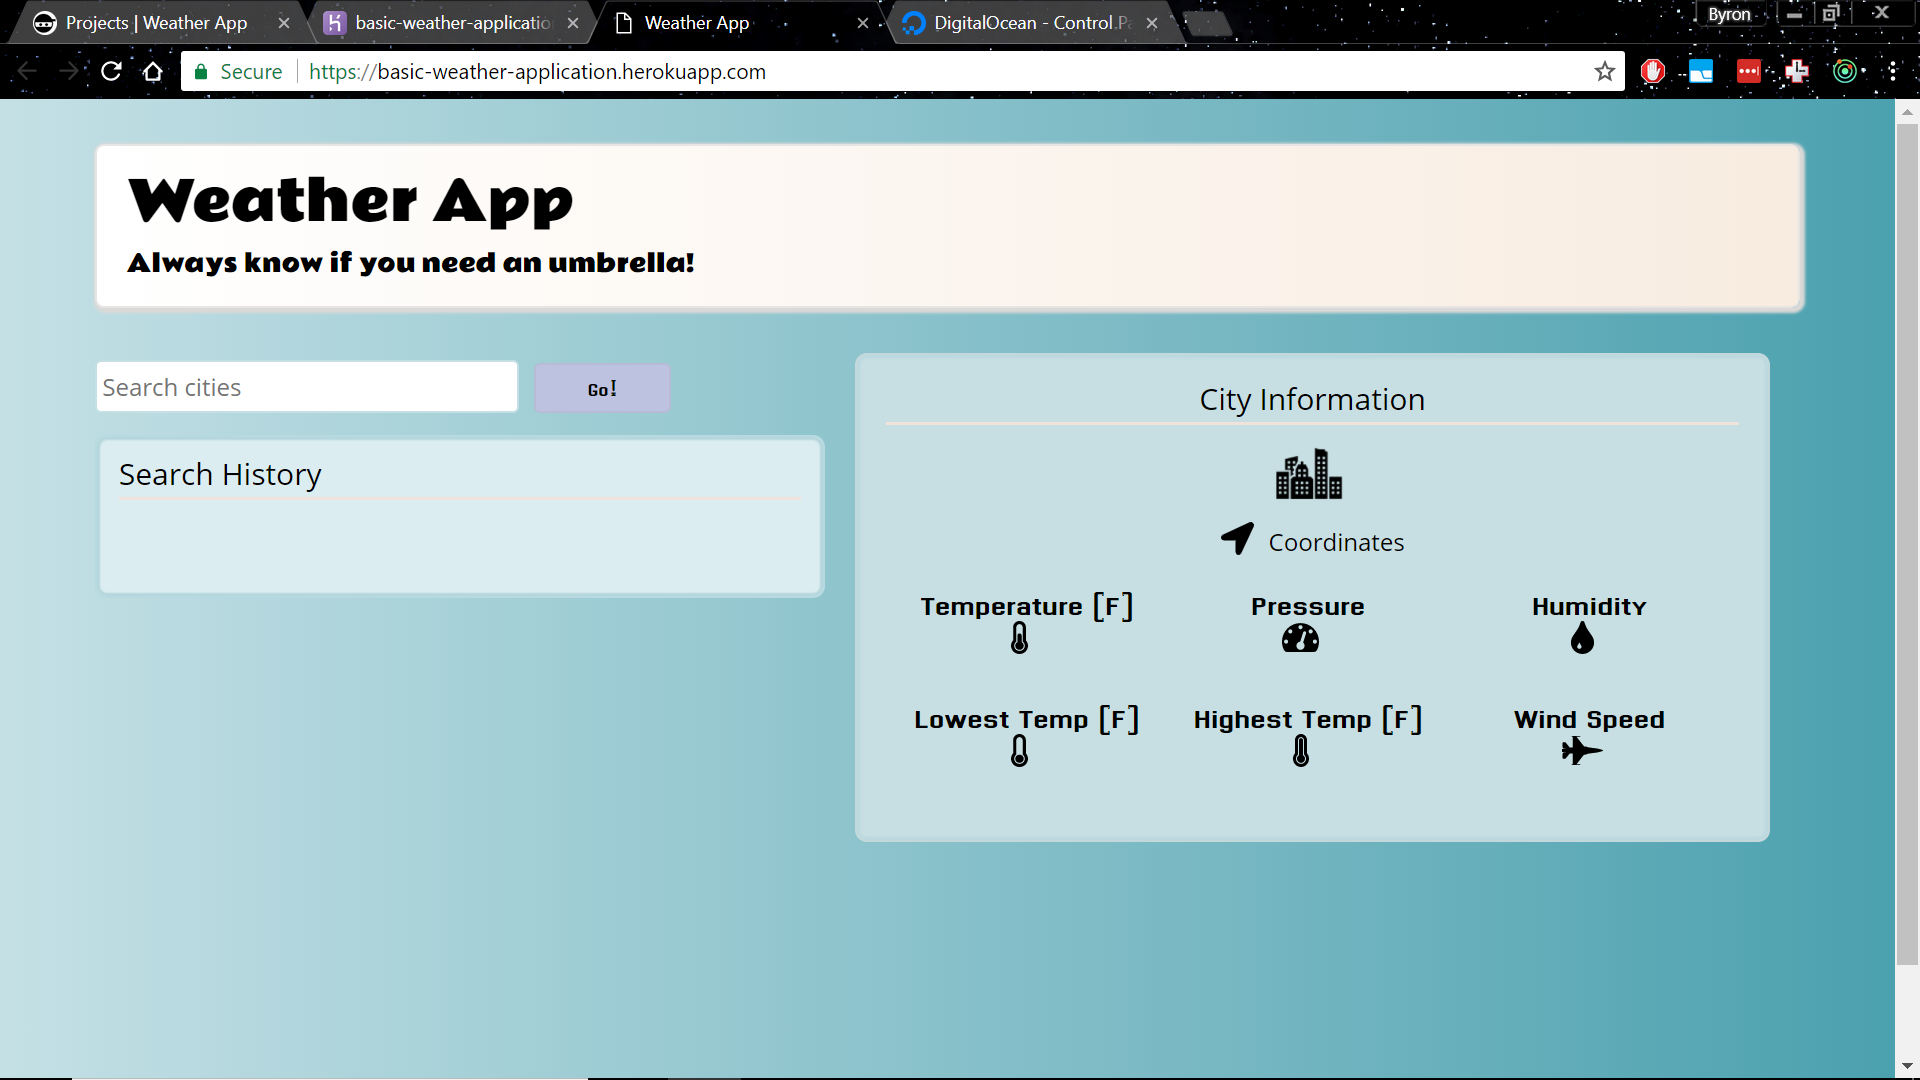 Projects | Weather App
basic-weather-applicatio
Weather App
DigitalOcean - Control Pa
Byron
Secure
https://basic-weather-application.herokuapp.com
Weather App
Always know if you need an umbrella!
Search cities
Go!
Search History
City Information
Coordinates
Temperature [F]
Pressure
Humidity
Lowest Temp [F]
Highest Temp [F]
Wind Speed